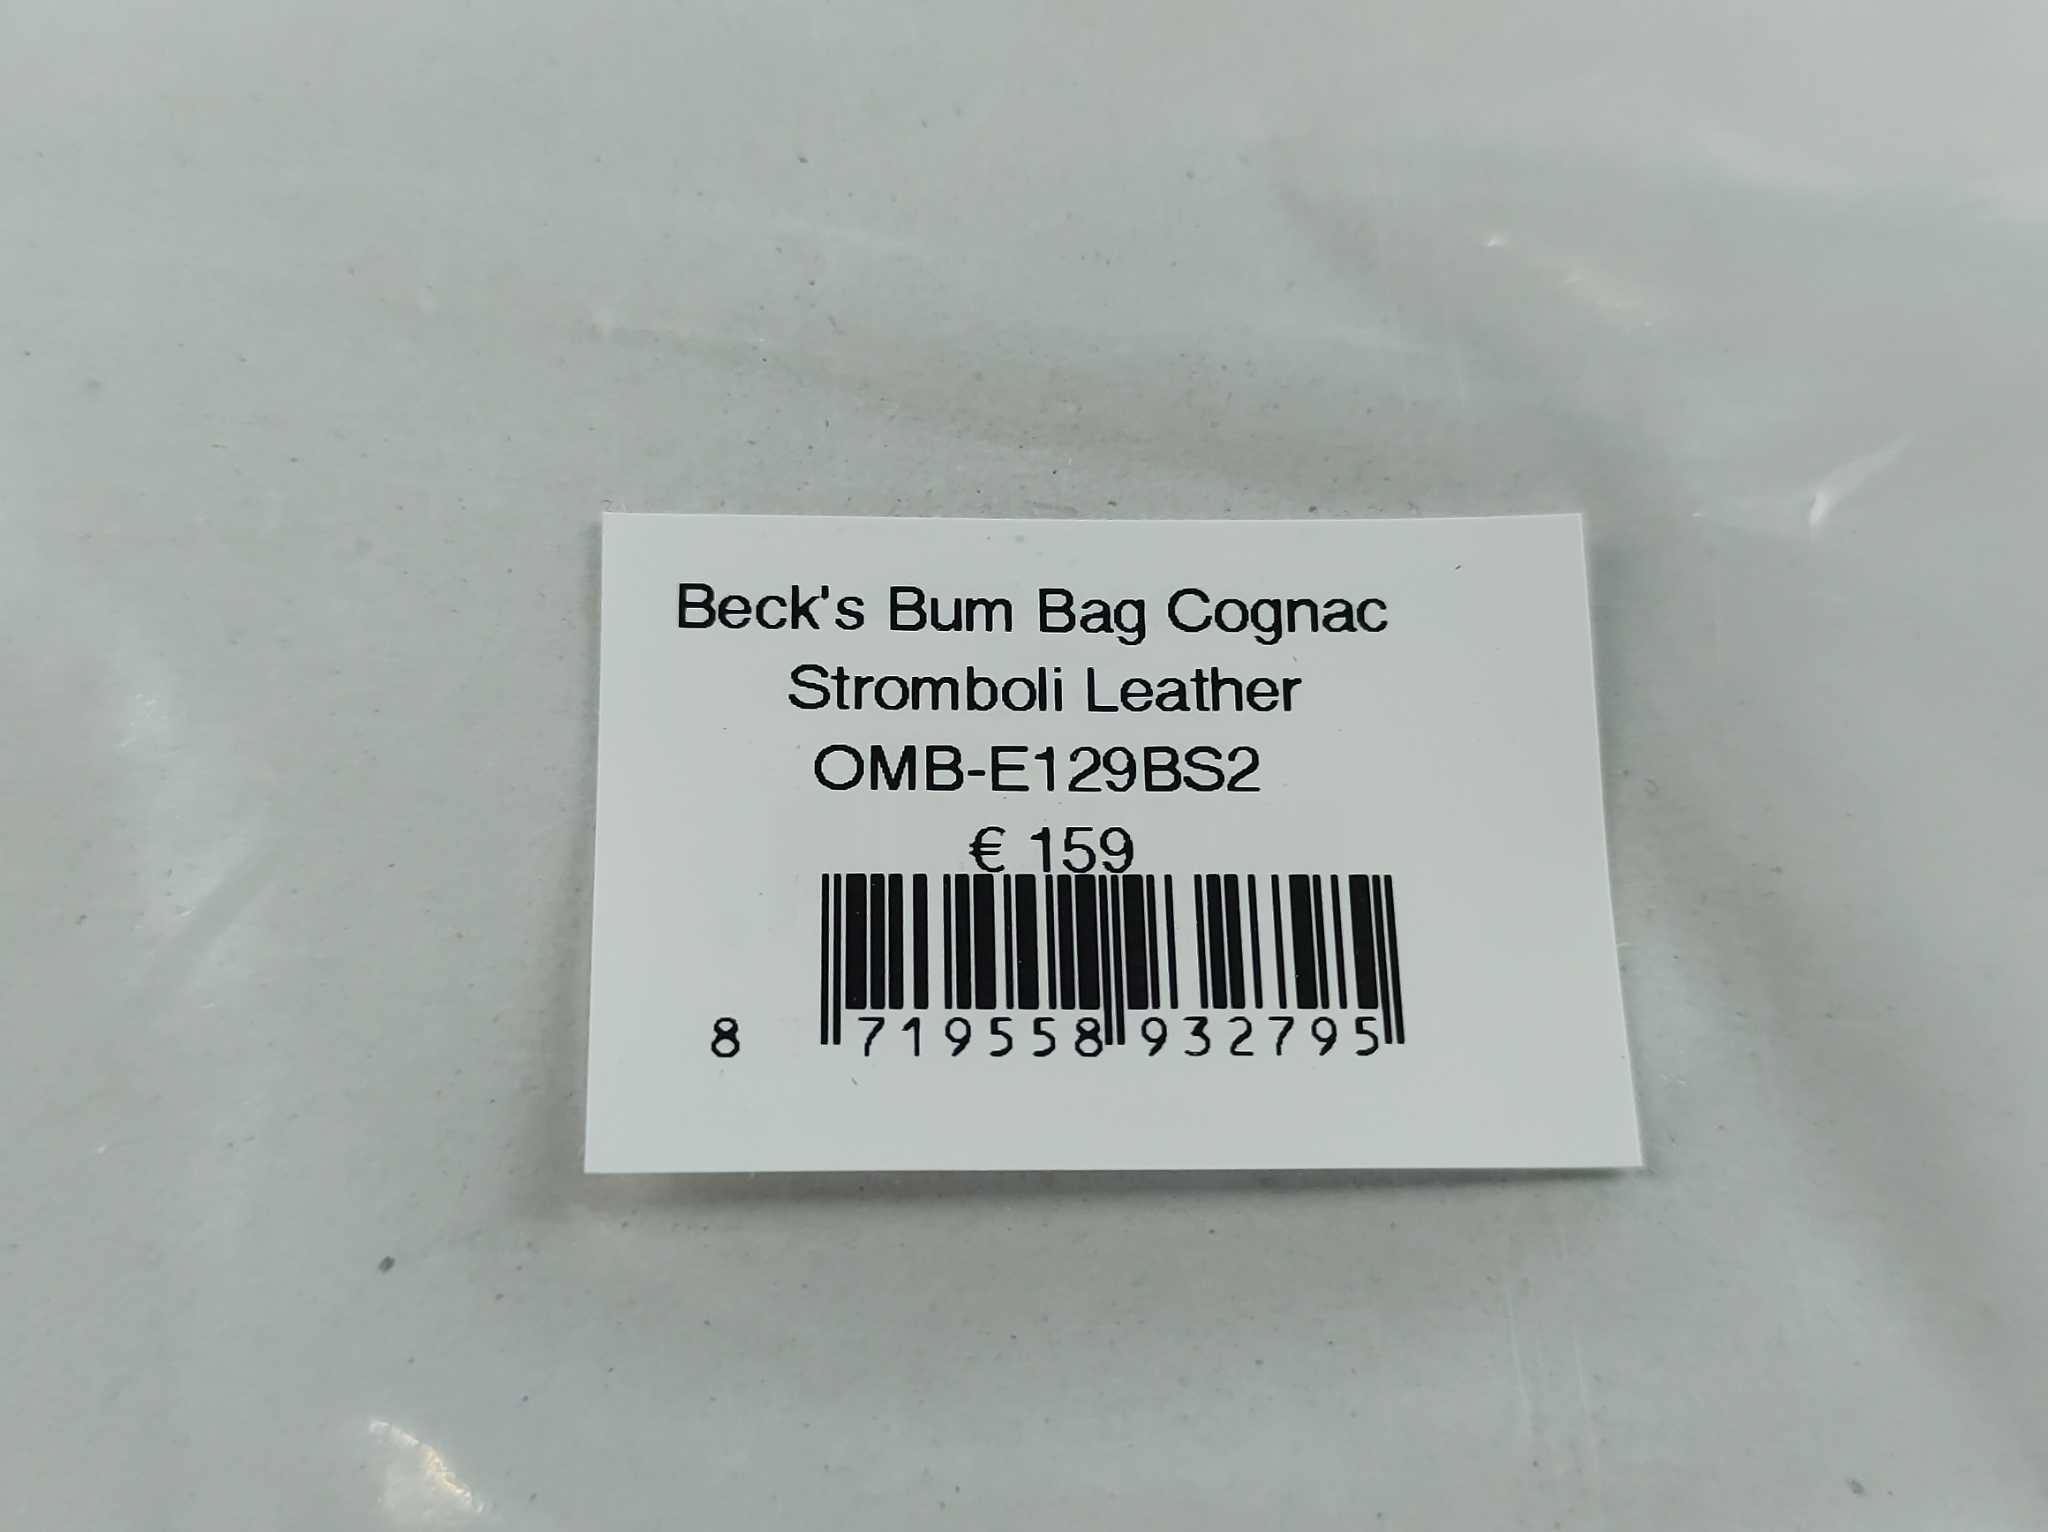 Beck's Bum Bag Cognac
Stromboli Leather
OMB-E129BS2
€ 159
8 719558 932795